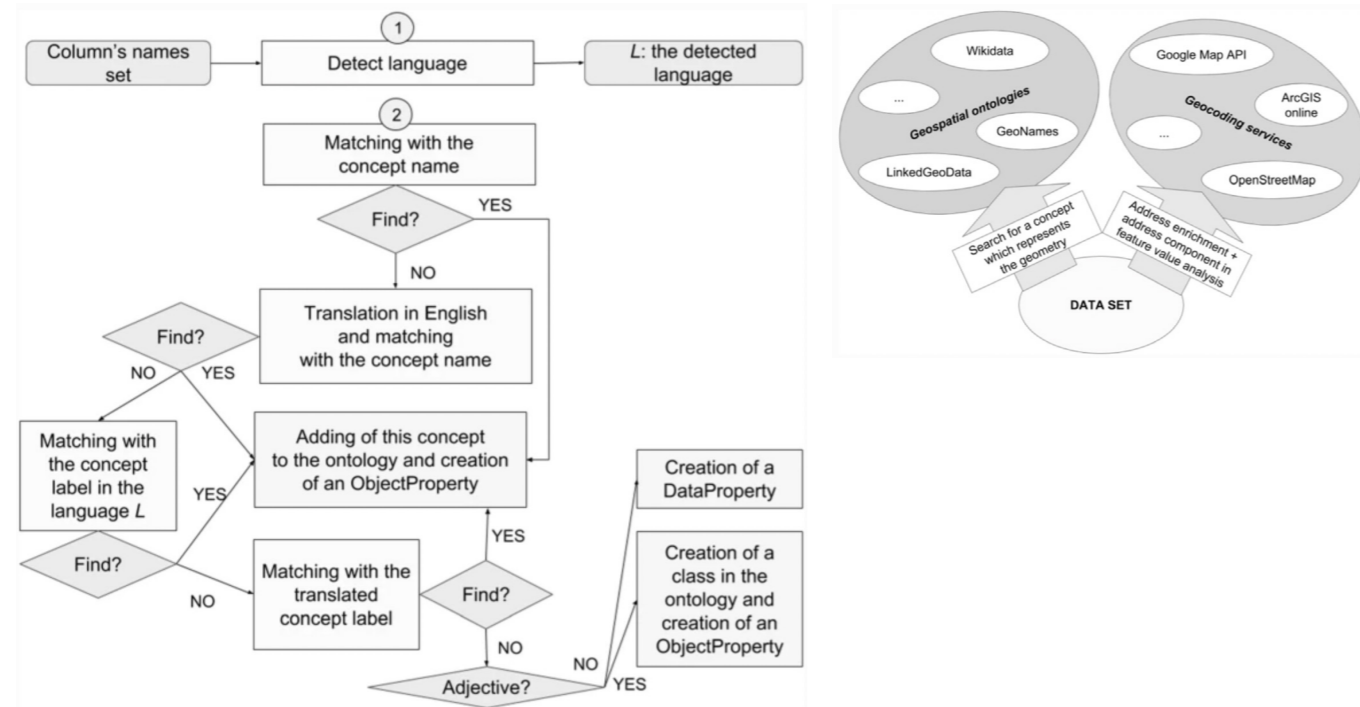 1
Column's names
set
Detect language
L: the detected
language
2
Matching with the
concept name
Find?
YES
NO
Translation in English
and matching
with the concept name
Find?
NO
YES
Matching with
the concept
label in the
language L
Adding of this concept
to the ontology and creation
of an ObjectProperty
YES
Find?
NO
Matching with the
translated
concept label
YES
Find?
NO
Adjective?
NO
YES
Creation of a
DataProperty
Creation of a
class in the
ontology and
creation of an
ObjectProperty
Wikidata
...
Geospatial ontologies
GeoNames
LinkedGeoData
Google Map API
ArcGIS
online
Geocoding services
...
OpenStreetMap
Search for a concept
which represents
the geometry
Address enrichment +
address component in
feature value analysis
DATA SET